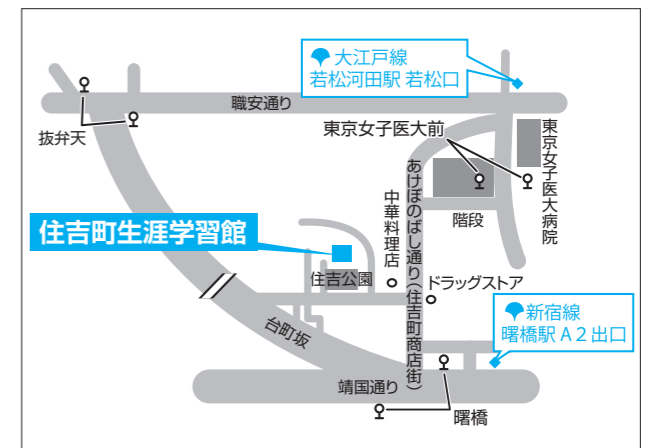 大江戸線
若松河田駅 若松口
職安通り
抜弁天
東京女子医大前
東京女子医大病院
あけぼのばし通り(住吉町商店街)
中華料理店
階段
住吉町生涯学習館
住吉公園
ドラッグストア
新宿線
曙橋駅 A2出口
台町坂
靖国通り
曙橋